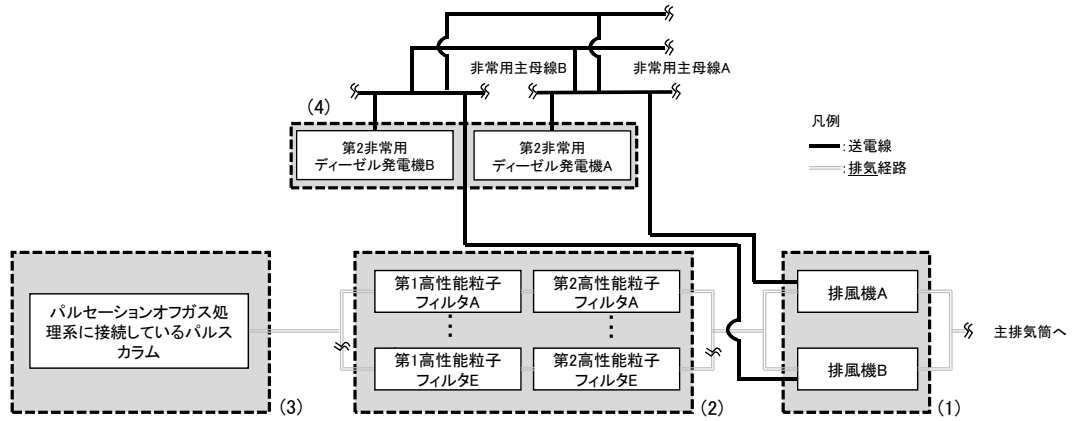 非常用主母線B
非常用主母線A
(4)
第2非常用
ディーゼル発電機B
第2非常用
ディーゼル発電機A
凡例
:送電線
:排気経路
パルセーションオフガス処
理系に接続しているパルス
カラム
(3)
第1高性能粒子
フィルタA
第2高性能粒子
フィルタA
第1高性能粒子
フィルタE
第2高性能粒子
フィルタE
(2)
排風機A
排風機B
(1)
主排気筒へ